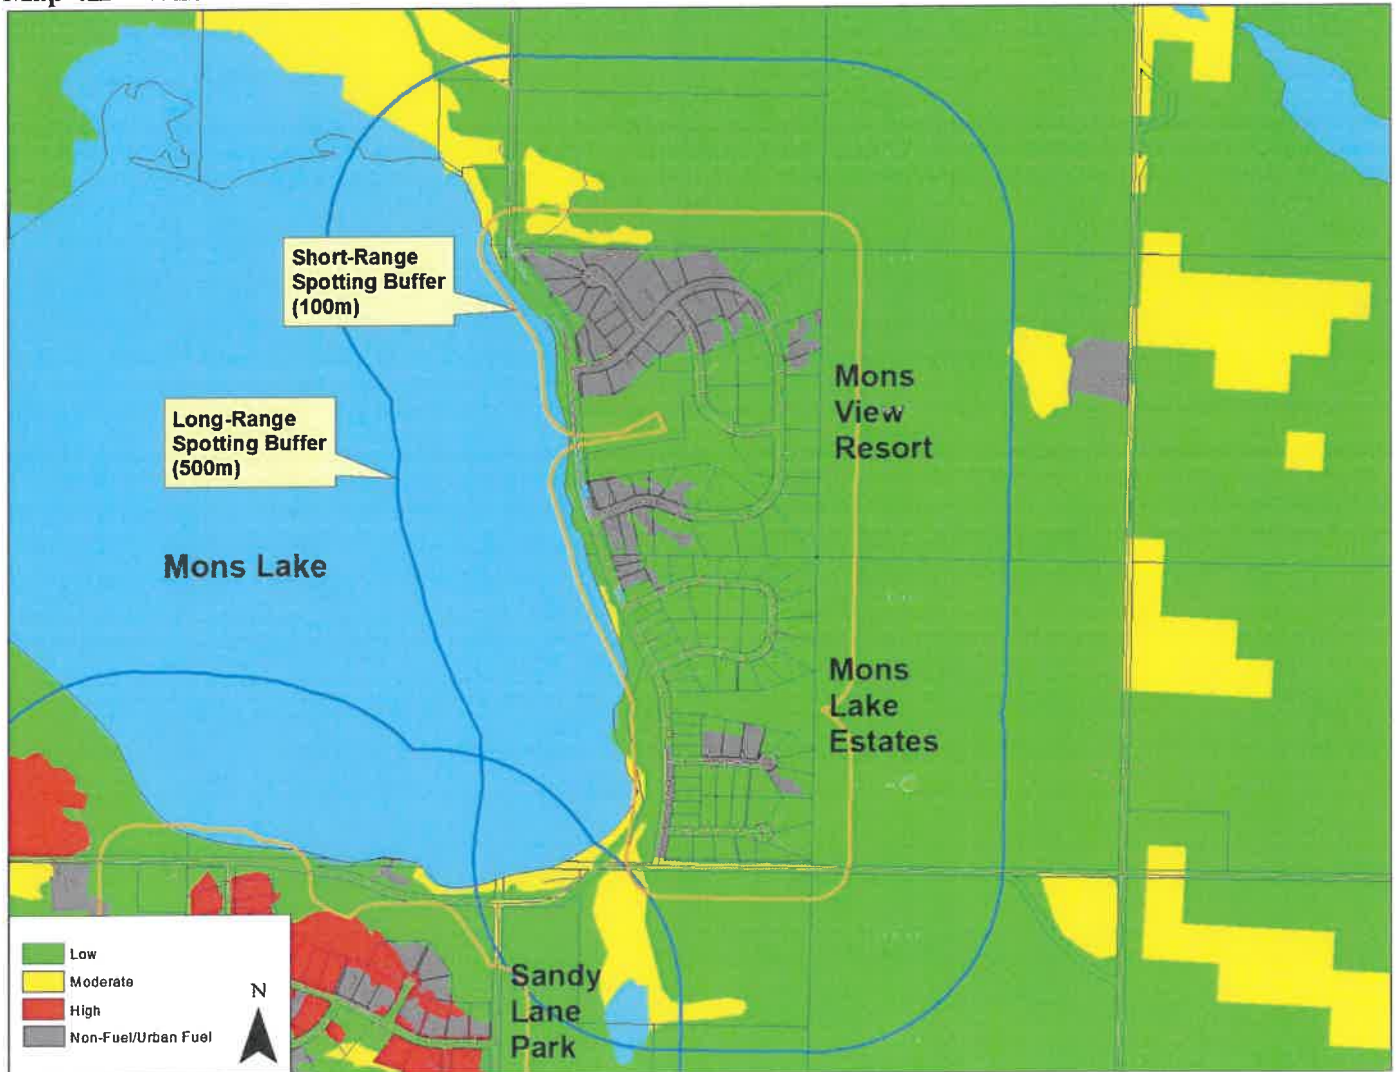 Short-Range
Spotting Buffer
(100m)
Long-Range
Spotting Buffer
(500m)
Mons Lake
Mons
View
Resort
Mons
Lake
Estates
Sandy
Lane
Park
Low
Moderate
High
Non-Fuel/Urban Fuel
N